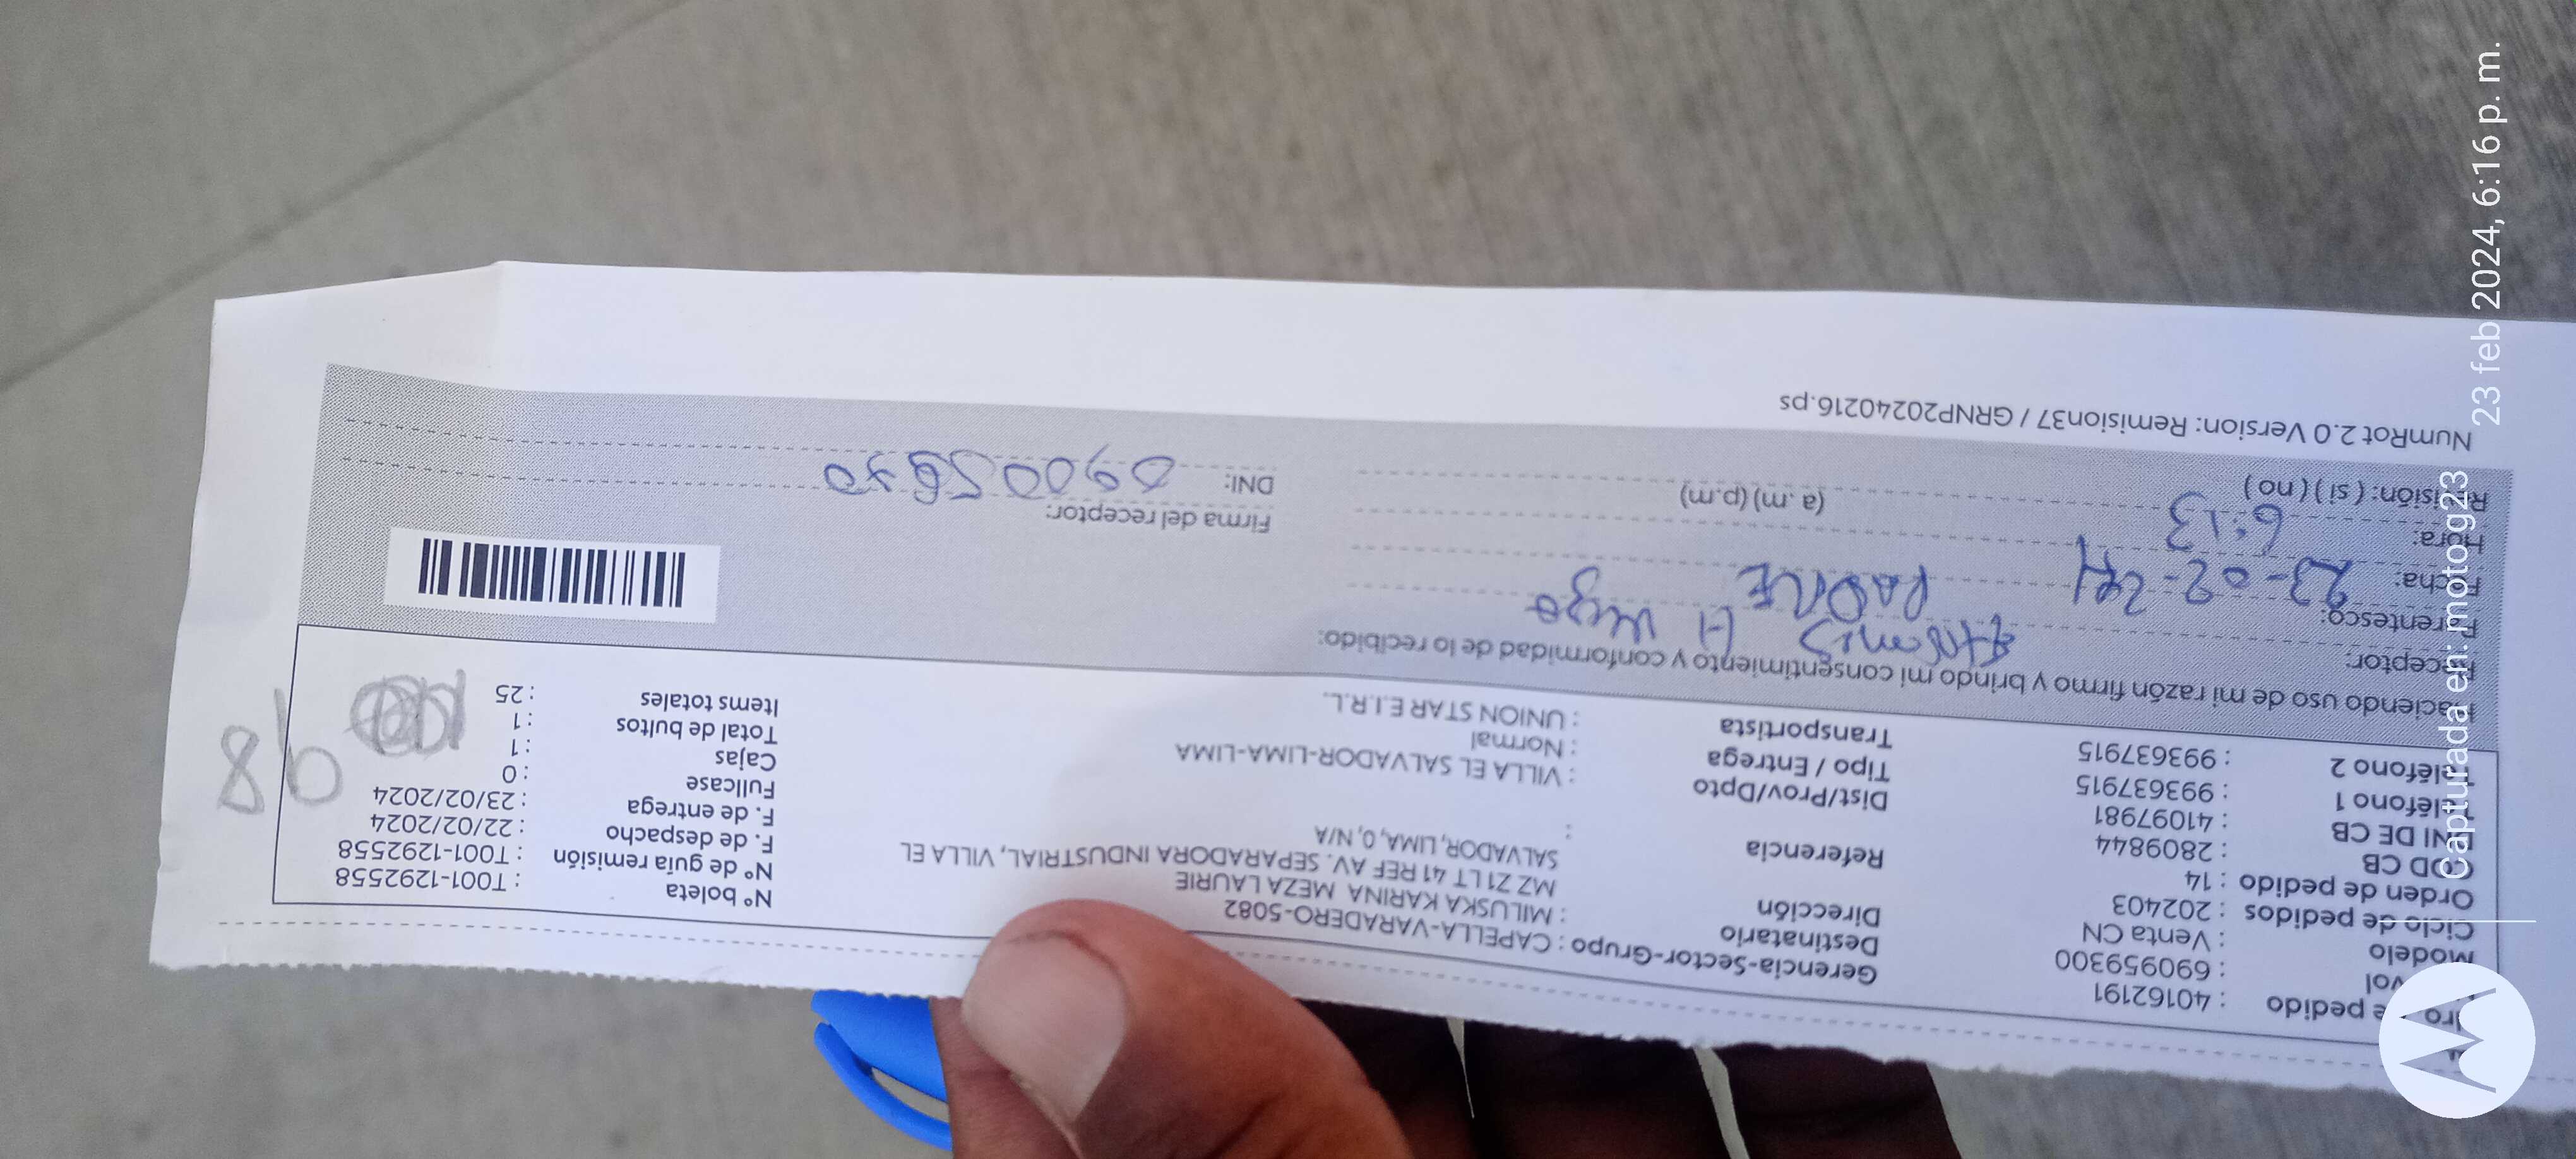 Nro de pedido : 40162191
vol : 690959300
Modelo : Venta CN
Ciclo de pedidos : 202403
Orden de pedido : 14
COD CB : 2809844
DNI DE CB : 41097981
Teléfono 1 : 993637915
Teléfono 2 : 993637915
Gerencia-Sector-Grupo : CAPELLA-VARADERO-5082
Destinatario : MILUSKA KARINA MEZA LAURIE
Dirección MZ Z1 LT 41 REF AV. SEPARADORA INDUSTRIAL, VILLA EL
SALVADOR, LIMA, 0, N/A
Referencia :
Dist/Prov/Dpto : VILLA EL SALVADOR-LIMA-LIMA
Tipo / Entrega : Normal
Transportista : UNION STAR E.I.R.L.
N° boleta : T001-1292558
N° de guía remisión : T001-1292558
F. de despacho : 22/02/2024
F. de entrega : 23/02/2024
Fullcase : 0
Cajas : 1
Total de bultos : 1
Items totales : 25
98
Haciendo uso de mi razón firmo y brindo mi consentimiento y conformidad de lo recibido:
Receptor: H
Parentesco: PADRE
Fecha: 23-02-24
Hora: 6:13 (a.m) (p.m)
Revisión: ( si ) ( no )
Firma del receptor:
DNI:
NumRot 2.0 Version: Remision37 / GRNP20240216.ps
23 feb 2024, 6:16 p. m.
Capturada en: moto g23